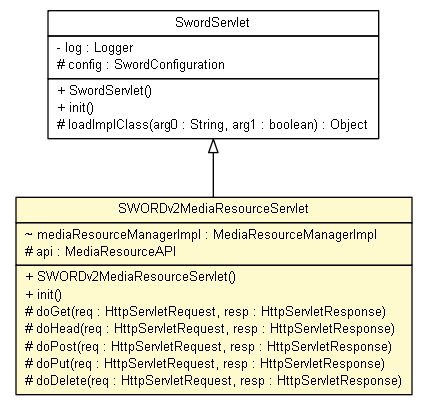 SwordServlet
- log : Logger
# config : SwordConfiguration
+ SwordServlet()
+ init()
# loadImplClass(arg0 : String, arg1 : boolean) : Object
SWORDv2MediaResourceServlet
~ mediaResourceManagerImpl : MediaResourceManagerImpl
# api : MediaResourceAPI
+ SWORDv2MediaResourceServlet()
+ init()
# doGet(req : HttpServletRequest, resp : HttpServletResponse)
# doHead(req : HttpServletRequest, resp : HttpServletResponse)
# doPost(req : HttpServletRequest, resp : HttpServletResponse)
# doPut(req : HttpServletRequest, resp : HttpServletResponse)
# doDelete(req : HttpServletRequest, resp : HttpServletResponse)